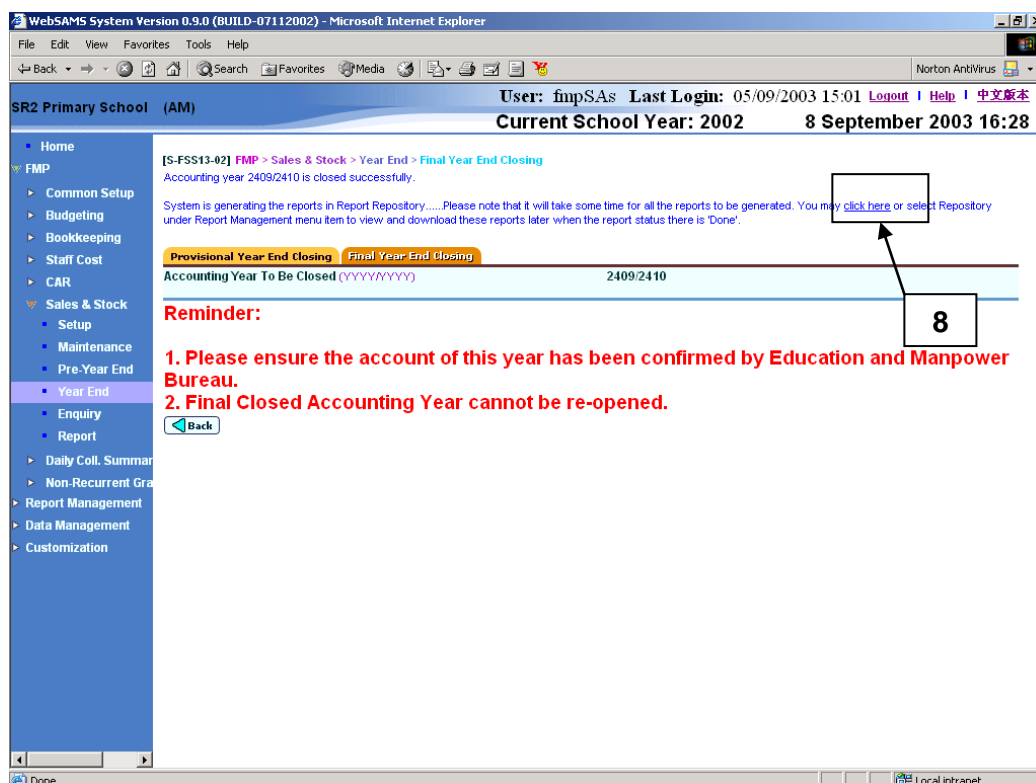 WebSAMS System Version 0.9.0 (BUILD-07112002) - Microsoft Internet Explorer
File Edit View Favorites Tools Help
Back Search Favorites Media Norton AntiVirus
SR2 Primary School (AM)
User: fmpSAs Last Login: 05/09/2003 15:01 Logout | Help | 中文版本
Current School Year: 2002 8 September 2003 16:28
Home
FMP
Common Setup
Budgeting
Bookkeeping
Staff Cost
CAR
Sales & Stock
Setup
Maintenance
Pre-Year End
Year End
Enquiry
Report
Daily Coll. Summar
Non-Recurrent Gra
Report Management
Data Management
Customization
[S-FSS13-02] FMP > Sales & Stock > Year End > Final Year End Closing
Accounting year 2409/2410 is closed successfully.
System is generating the reports in Report Repository......Please note that it will take some time for all the reports to be generated. You may click here or select Repository
under Report Management menu item to view and download these reports later when the report status there is 'Done'.
Provisional Year End Closing Final Year End Closing
Accounting Year To Be Closed (YYYY/YYYY) 2409/2410
8
Reminder:
1. Please ensure the account of this year has been confirmed by Education and Manpower
Bureau.
2. Final Closed Accounting Year cannot be re-opened.
Back
Done Local intranet